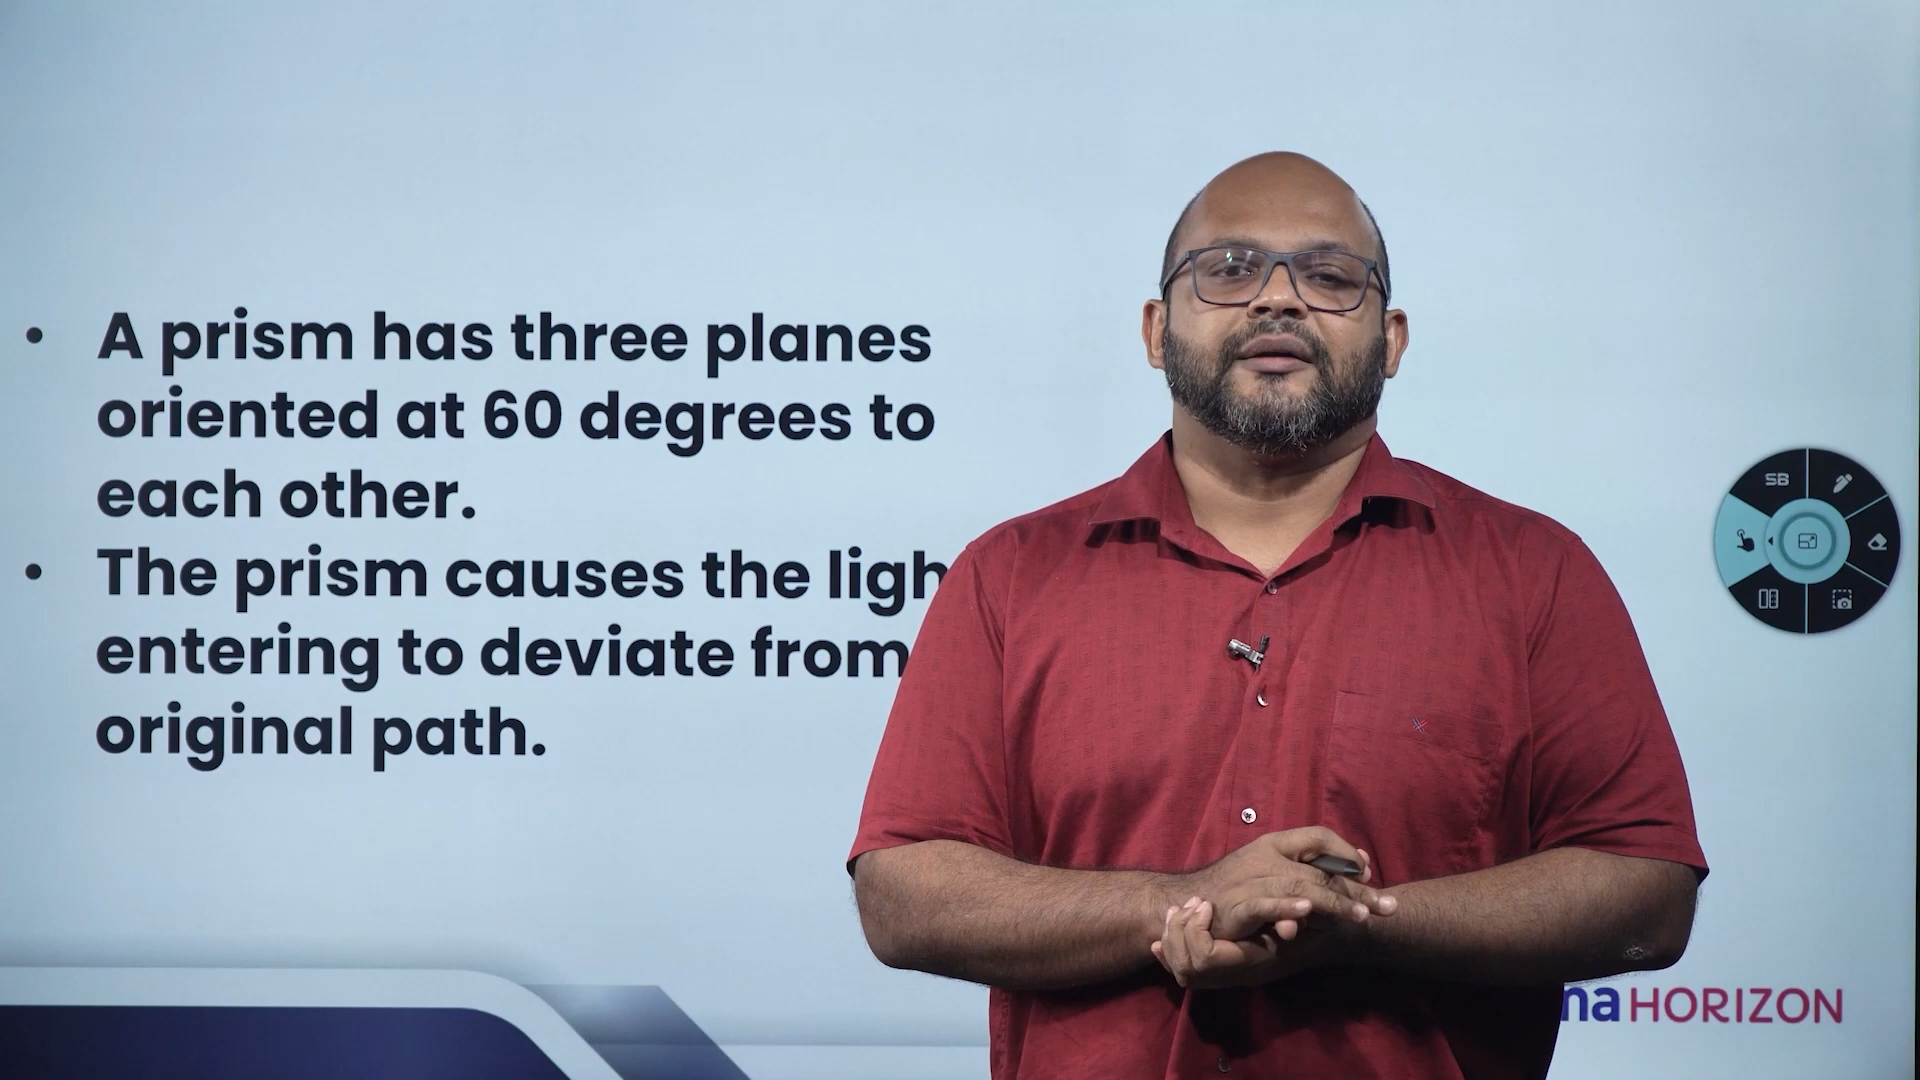 • A prism has three planes
oriented at 60 degrees to
each other.
• The prism causes the ligh
entering to deviate from
original path.
SB
na HORIZON